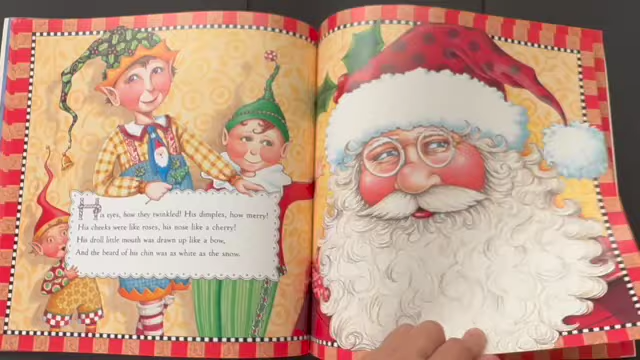 His eyes, how they twinkled! His dimples, how merry!
His cheeks were like roses, his nose like a cherry!
His droll little mouth was drawn up like a bow,
And the beard of his chin was as white as the snow.